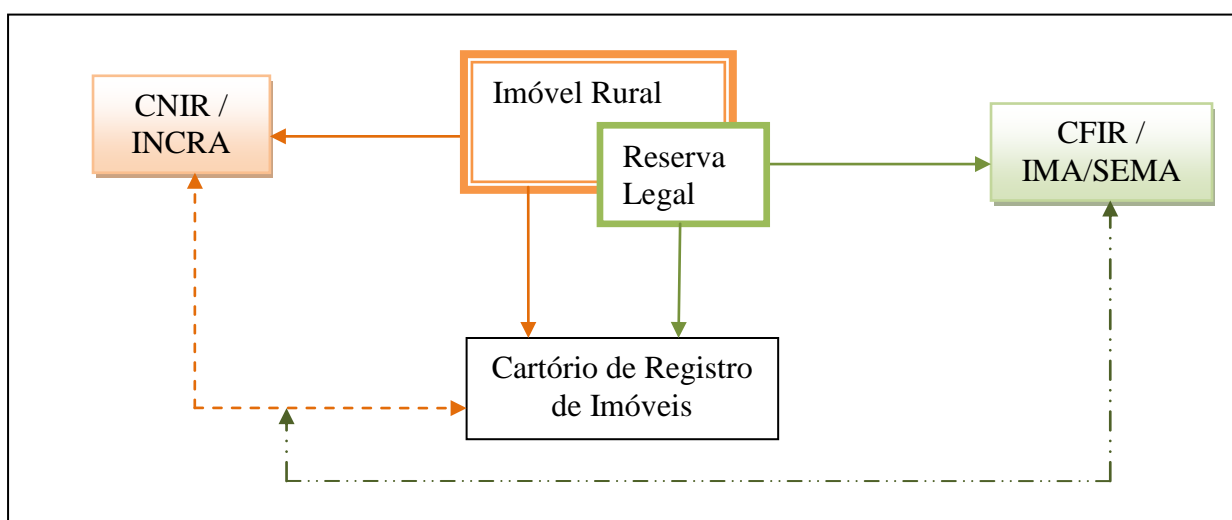 CNIR /
INCRA
Imóvel Rural
Reserva
Legal
CFIR /
IMA/SEMA
Cartório de Registro
de Imóveis